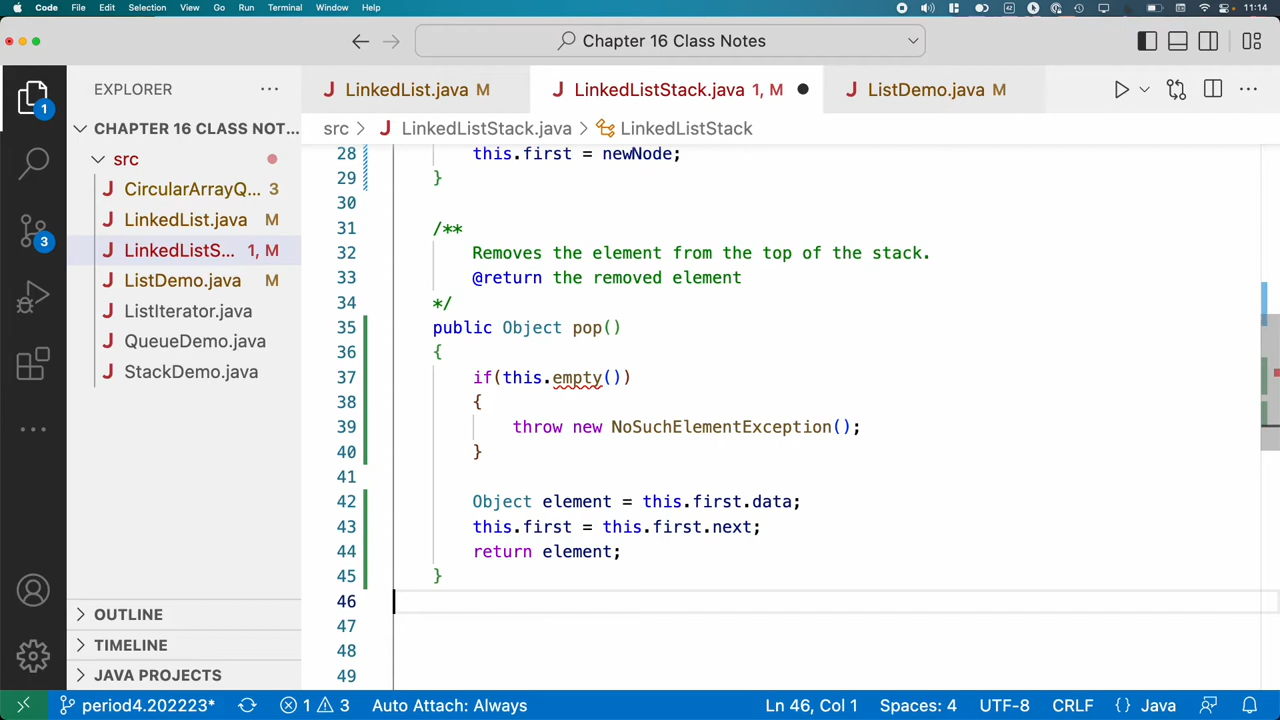 Code File Edit Selection View Go Run Terminal Window Help 11:14
Chapter 16 Class Notes
EXPLORER
CHAPTER 16 CLASS NOT...
src
CircularArrayQ... 3
LinkedList.java M
LinkedListS... 1, M
ListDemo.java M
ListIterator.java
QueueDemo.java
StackDemo.java
OUTLINE
TIMELINE
JAVA PROJECTS
1
3
LinkedList.java M
LinkedListStack.java 1, M
ListDemo.java M
src > LinkedListStack.java > LinkedListStack
28 this.first = newNode;
29 }
30
31 /**
32 Removes the element from the top of the stack.
33 @return the removed element
34 */
35 public Object pop()
36 {
37 if(this.empty())
38 {
39 throw new NoSuchElementException();
40 }
41
42 Object element = this.first.data;
43 this.first = this.first.next;
44 return element;
45 }
46
47
48
49
period4.202223* 1 3 Auto Attach: Always Ln 46, Col 1 Spaces: 4 UTF-8 CRLF {} Java